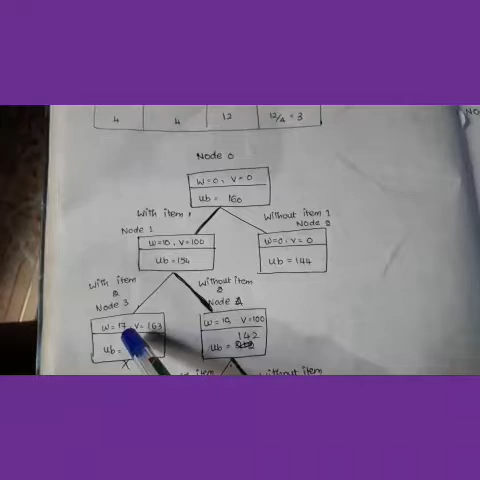 4 4 12 12/4 = 3
Node 0
W=0, V=0
Ub = 160
With item 1
Without item 1
Node 1
Node 2
W=10, V=100
W=0, V=0
Ub=154
Ub=144
With item
2
Without item
2
Node 3
Node 4
W=17, V=163
W=10, V=100
142
Ub =
Ub =
X
Without item